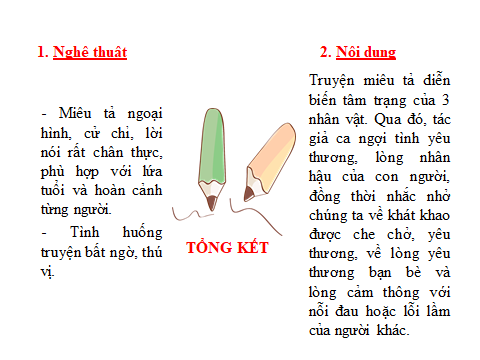 1. Nghệ thuật
- Miêu tả ngoại
hình, cử chỉ, lời
nói rất chân thực,
phù hợp với lứa
tuổi và hoàn cảnh
từng người.
- Tình huống
truyện bất ngờ, thú
vị.
TỔNG KẾT
2. Nội dung
Truyện miêu tả diễn
biến tâm trạng của 3
nhân vật. Qua đó, tác
giả ca ngợi tình yêu
thương, lòng nhân
hậu của con người,
đồng thời nhắc nhở
chúng ta về khát khao
được che chở, yêu
thương, về lòng yêu
thương bạn bè và
lòng cảm thông với
nỗi đau hoặc lỗi lầm
của người khác.